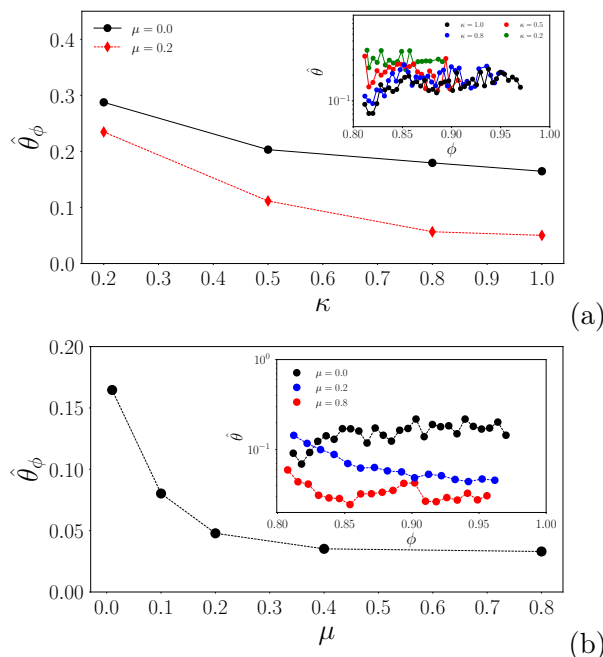 0.4
0.3
0.2
0.1
0.0
θ̂ϕ
μ = 0.0
μ = 0.2
0.2 0.3 0.4 0.5 0.6 0.7 0.8 0.9 1.0
κ
κ = 1.0 κ = 0.5
κ = 0.8 κ = 0.2
θ̂
10⁻¹
0.80 0.85 0.90 0.95 1.00
ϕ
(a)
0.20
0.15
0.10
0.05
0.00
θ̂ϕ
0.0 0.1 0.2 0.3 0.4 0.5 0.6 0.7 0.8
μ
10⁰
μ = 0.0
μ = 0.2
μ = 0.8
θ̂
10⁻¹
0.80 0.85 0.90 0.95 1.00
ϕ
(b)